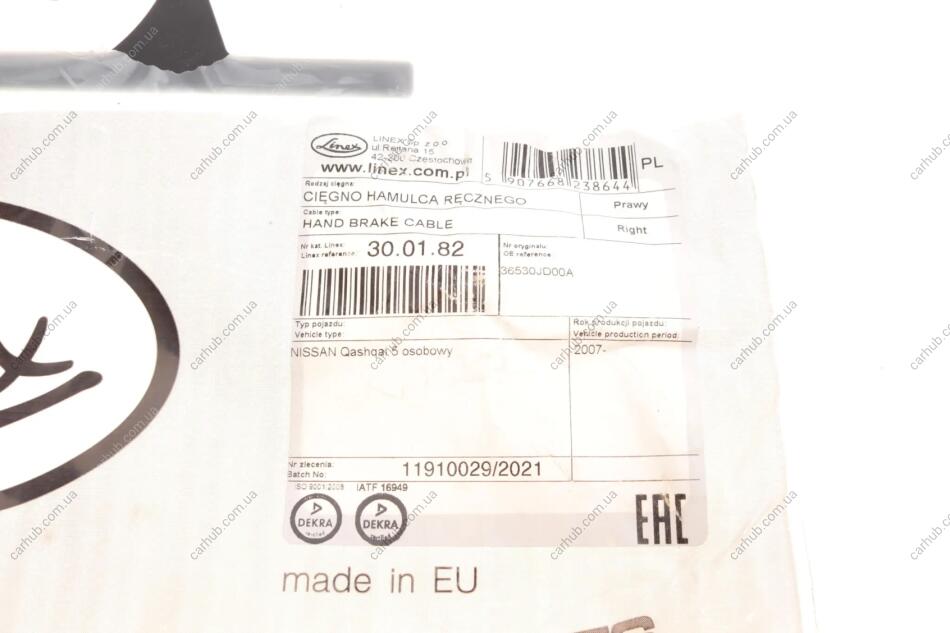 Linex
LINEX Sp. z o o
ul Rejtana 15
42-200 Częstochowa
www.linex.com.pl
5 907668 238644
PL
Rodzaj cięgna:
CIĘGNO HAMULCA RĘCZNEGO
Prawy
Cable type:
HAND BRAKE CABLE
Right
Nr kat. Linex:
Linex reference:
30.01.82
Nr oryginału:
OE reference
36530JD00A
Typ pojazdu:
Vehicle type:
Rok produkcji pojazdu:
Vehicle production period:
NISSAN Qashqai 5 osobowy
2007-
Nr zlecenia:
Batch No:
11910029/2021
ISO 9001:2008
IATF 16949
DEKRA
DEKRA
EAC
made in EU
carhub.com.ua